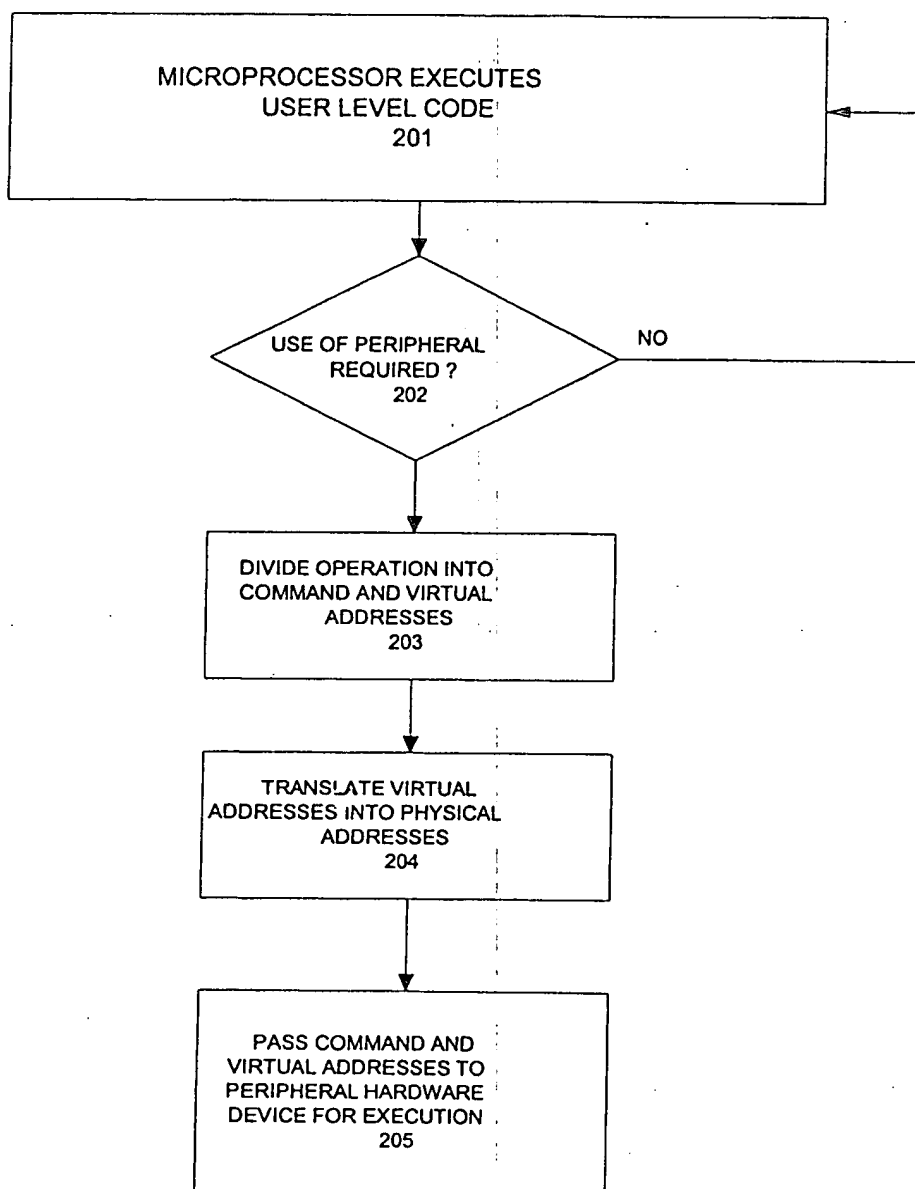 MICROPROCESSOR EXECUTES
USER LEVEL CODE
201
USE OF PERIPHERAL
REQUIRED ?
202
NO
DIVIDE OPERATION INTO
COMMAND AND VIRTUAL
ADDRESSES
203
TRANSLATE VIRTUAL
ADDRESSES INTO PHYSICAL
ADDRESSES
204
PASS COMMAND AND
VIRTUAL ADDRESSES TO
PERIPHERAL HARDWARE
DEVICE FOR EXECUTION
205